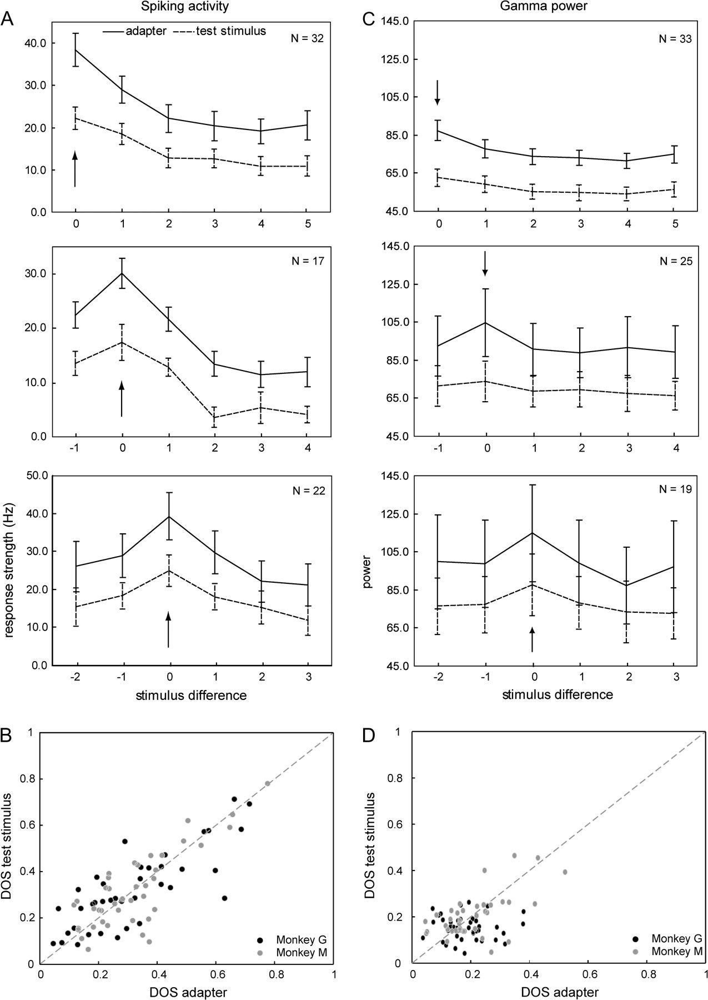 Spiking activity
A
adapter test stimulus
N = 32
40.0
30.0
20.0
10.0
0.0
0 1 2 3 4 5
N = 17
30.0
20.0
10.0
0.0
-1 0 1 2 3 4
N = 22
50.0
40.0
30.0
20.0
10.0
0.0
response strength (Hz)
-2 -1 0 1 2 3
stimulus difference
Gamma power
C
145.0
N = 33
125.0
105.0
85.0
65.0
45.0
0 1 2 3 4 5
145.0
N = 25
125.0
105.0
85.0
65.0
45.0
-1 0 1 2 3 4
145.0
N = 19
125.0
105.0
85.0
65.0
45.0
power
-2 -1 0 1 2 3
stimulus difference
B
1
0.8
0.6
0.4
0.2
0
DOS test stimulus
Monkey G
Monkey M
0 0.2 0.4 0.6 0.8 1
DOS adapter
D
1
0.8
0.6
0.4
0.2
0
DOS test stimulus
Monkey G
Monkey M
0 0.2 0.4 0.6 0.8 1
DOS adapter